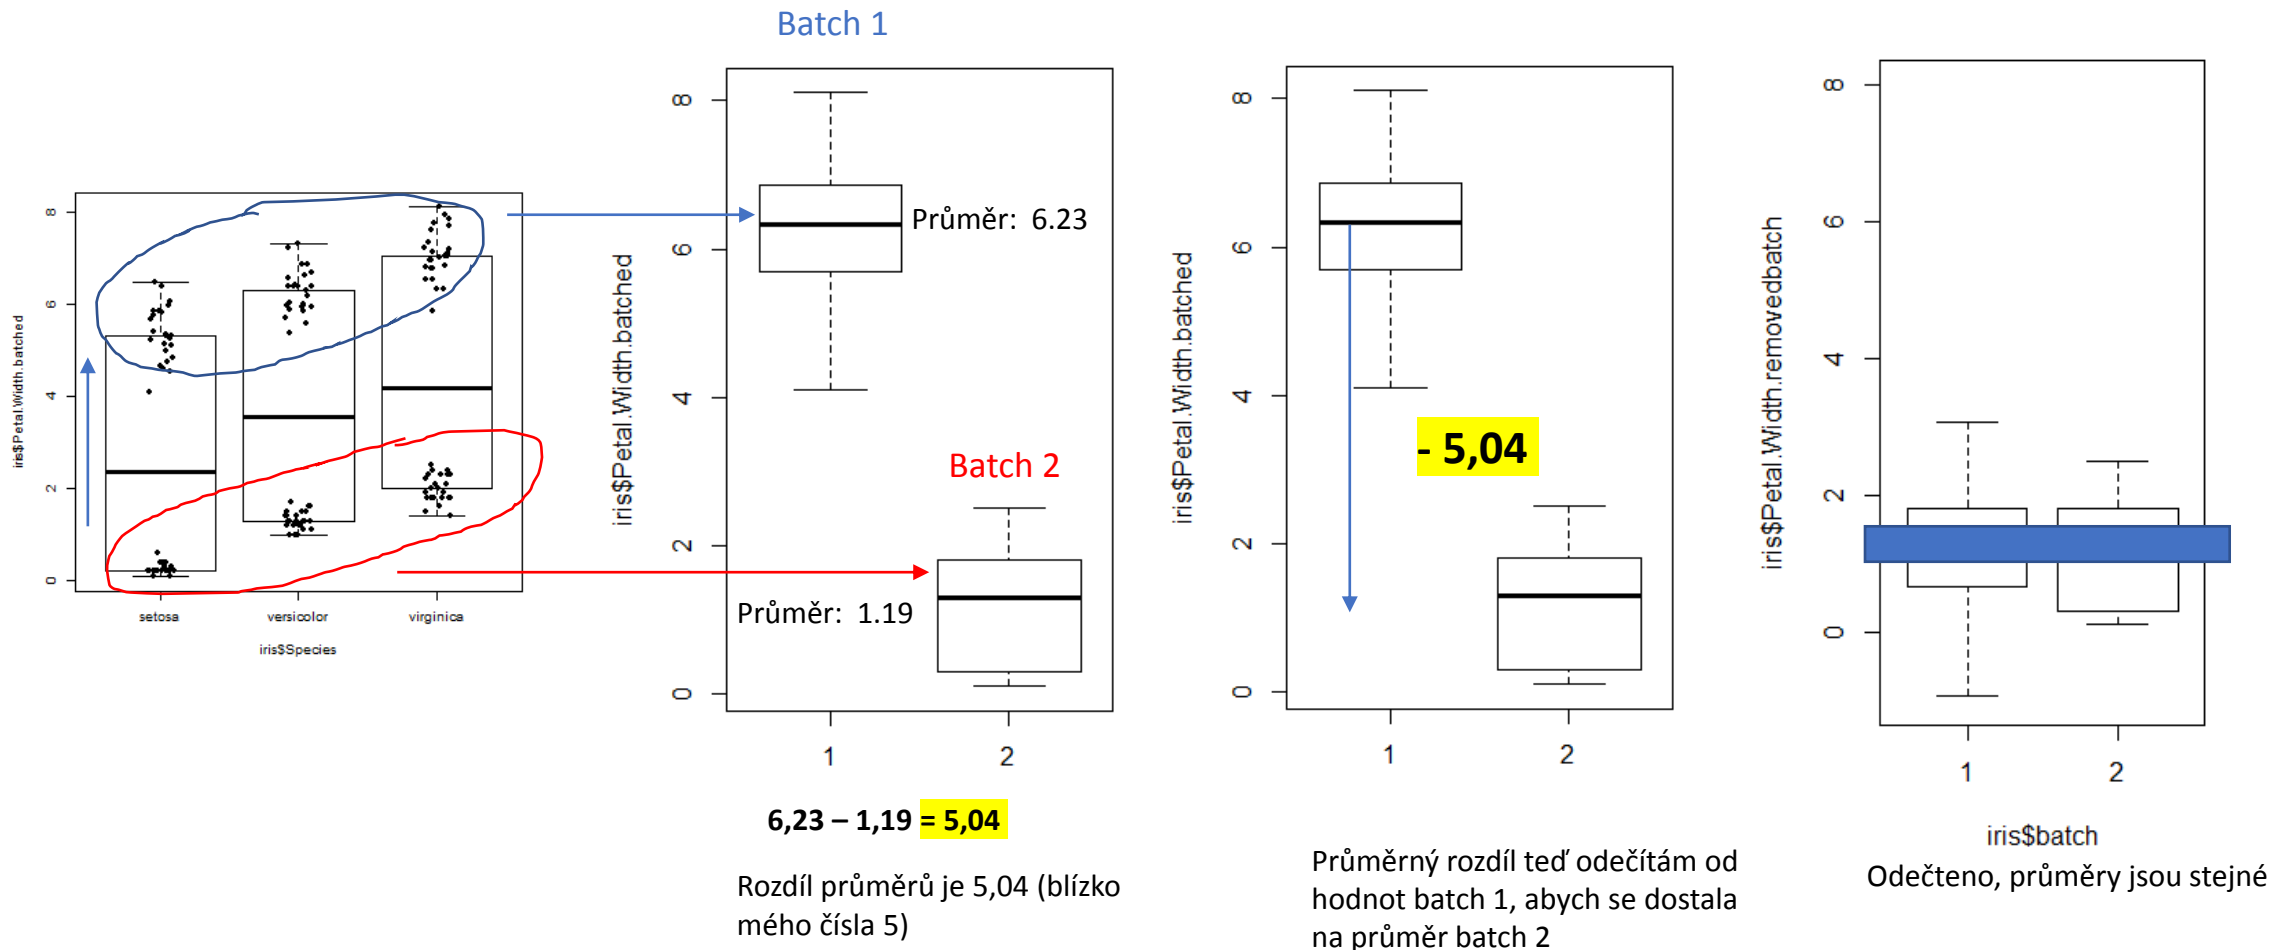 Batch 1
8
6
4
2
0
iris$Petal.Width.batched
setosa
versicolor
virginica
iris$Species
8
6
4
2
0
iris$Petal.Width.batched
Průměr: 6.23
Batch 2
Průměr: 1.19
1
2
6,23 – 1,19 = 5,04
Rozdíl průměrů je 5,04 (blízko
mého čísla 5)
8
6
4
2
0
iris$Petal.Width.batched
- 5,04
1
2
Průměrný rozdíl teď odečítám od
hodnot batch 1, abych se dostala
na průměr batch 2
8
6
4
2
0
iris$Petal.Width.removedbatch
1
2
iris$batch
Odečteno, průměry jsou stejné